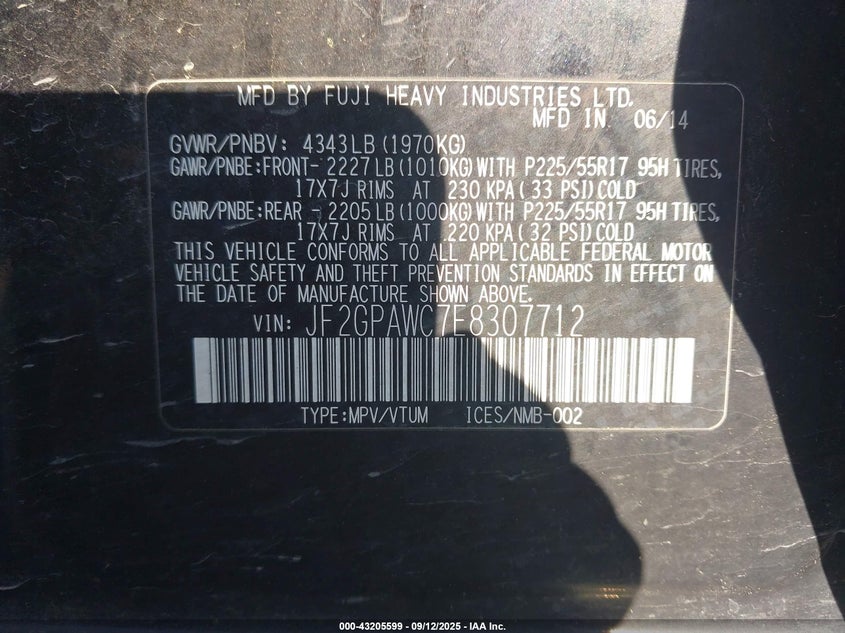 MFD BY FUJI HEAVY INDUSTRIES LTD.
MFD IN 06/14
GVWR/PNBV: 4343LB (1970KG)
GAWR/PNBE:FRONT- 2227LB (1010KG) WITH P225/55R17 95H TIRES,
17X7J RIMS AT 230 KPA (33 PSI) COLD
GAWR/PNBE:REAR - 2205LB (1000KG) WITH P225/55R17 95H TIRES,
17X7J RIMS AT 220 KPA (32 PSI) COLD
THIS VEHICLE CONFORMS TO ALL APPLICABLE FEDERAL MOTOR
VEHICLE SAFETY AND THEFT PREVENTION STANDARDS IN EFFECT ON
THE DATE OF MANUFACTURE SHOWN ABOVE.
VIN: JF2GPAWC7E8307712
TYPE:MPV/VTUM ICES/NMB-002
000-43205599 - 09/12/2025 - IAA Inc.